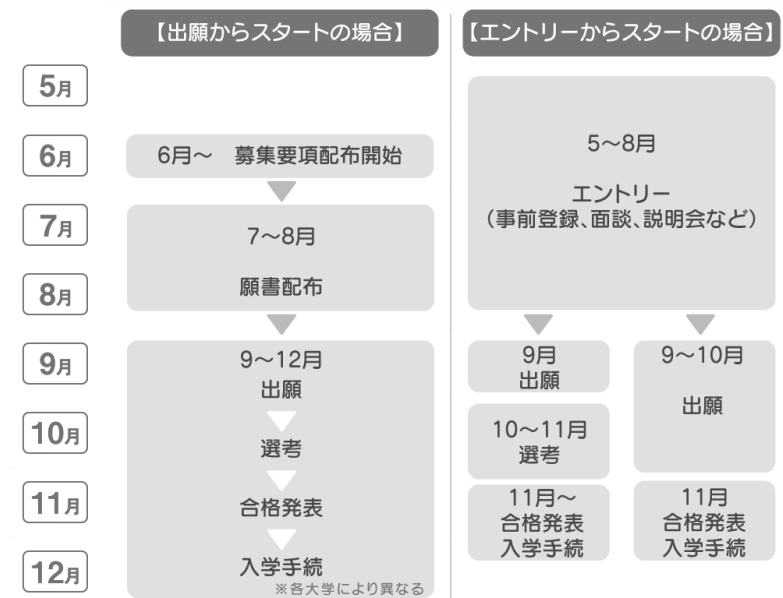 【出願からスタートの場合】
【エントリーからスタートの場合】
5月
6月
7月
8月
9月
10月
11月
12月
6月〜　募集要項配布開始
7〜8月
願書配布
9〜12月
出願
選考
合格発表
入学手続
※各大学により異なる
5〜8月
エントリー
（事前登録、面談、説明会など）
9月
出願
10〜11月
選考
11月〜
合格発表
入学手続
9〜10月
出願
11月
合格発表
入学手続